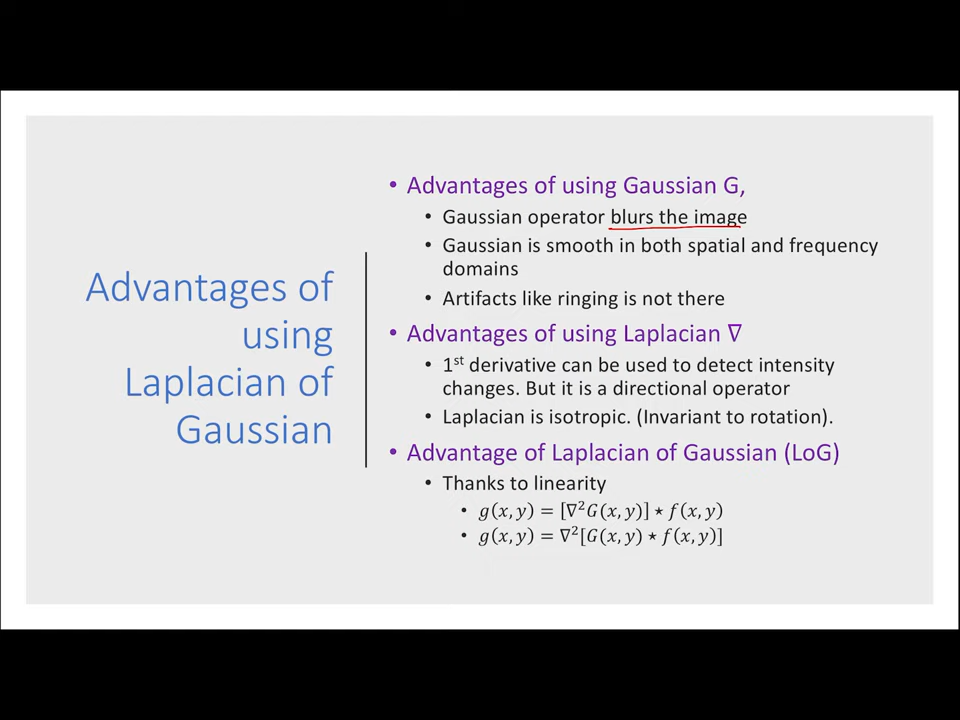 Advantages of
using
Laplacian of
Gaussian
• Advantages of using Gaussian G,
• Gaussian operator blurs the image
• Gaussian is smooth in both spatial and frequency
domains
• Artifacts like ringing is not there
• Advantages of using Laplacian ∇
• 1st derivative can be used to detect intensity
changes. But it is a directional operator
• Laplacian is isotropic. (Invariant to rotation).
• Advantage of Laplacian of Gaussian (LoG)
• Thanks to linearity
• g(x, y) = [∇²G(x, y)] ⋆ f(x, y)
• g(x, y) = ∇²[G(x, y) ⋆ f(x, y)]